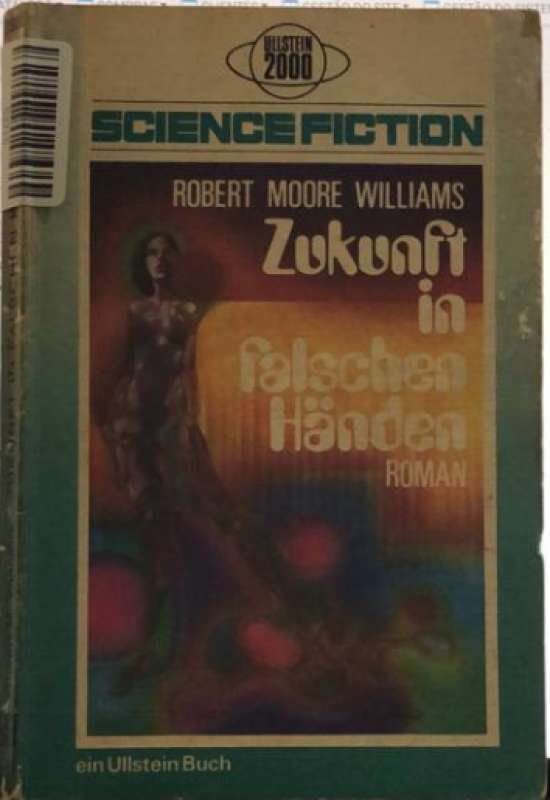 ULLSTEIN
2000
SCIENCE FICTION
ROBERT MOORE WILLIAMS
Zukunft
in
falschen
Händen
ROMAN
ein Ullstein Buch